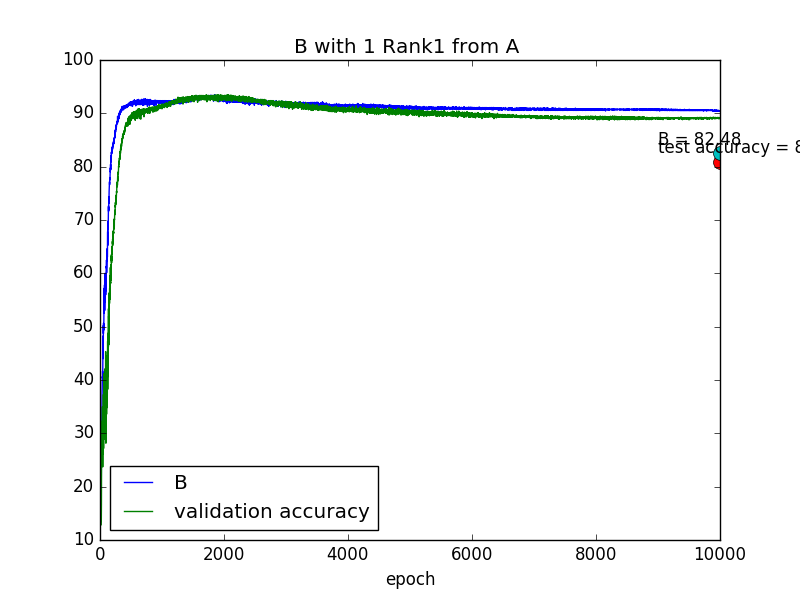 B with 1 Rank1 from A
100
90
80
70
60
50
40
30
20
10
B = 82.48
test accuracy = 8
B
validation accuracy
0 2000 4000 6000 8000 10000
epoch